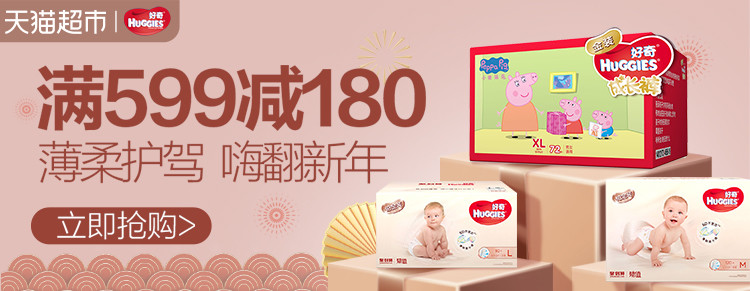 天猫超市
好奇
HUGGIES
满599减180
薄柔护驾 嗨翻新年
立即抢购>
Peppa Pig
金装
好奇
HUGGIES
成长裤
XL
72
好奇
HUGGIES
L
好奇
HUGGIES
M